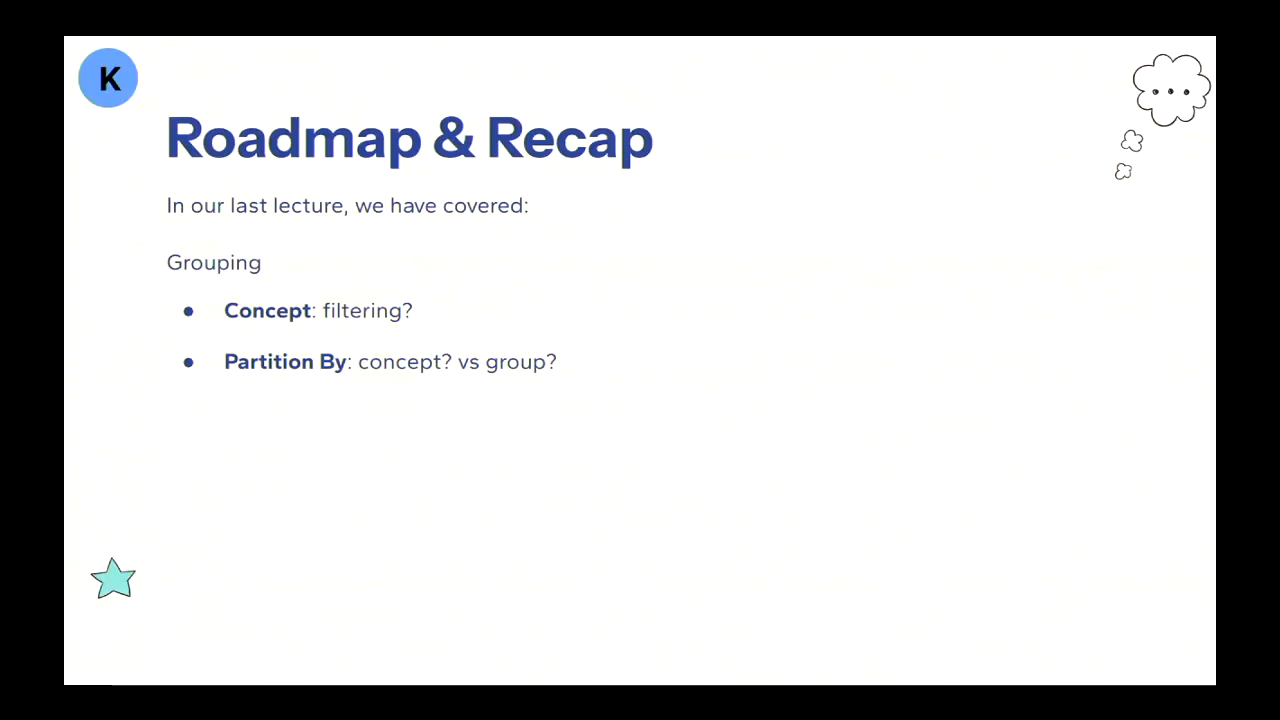 K
Roadmap & Recap
In our last lecture, we have covered:
Grouping
● Concept: filtering?
● Partition By: concept? vs group?